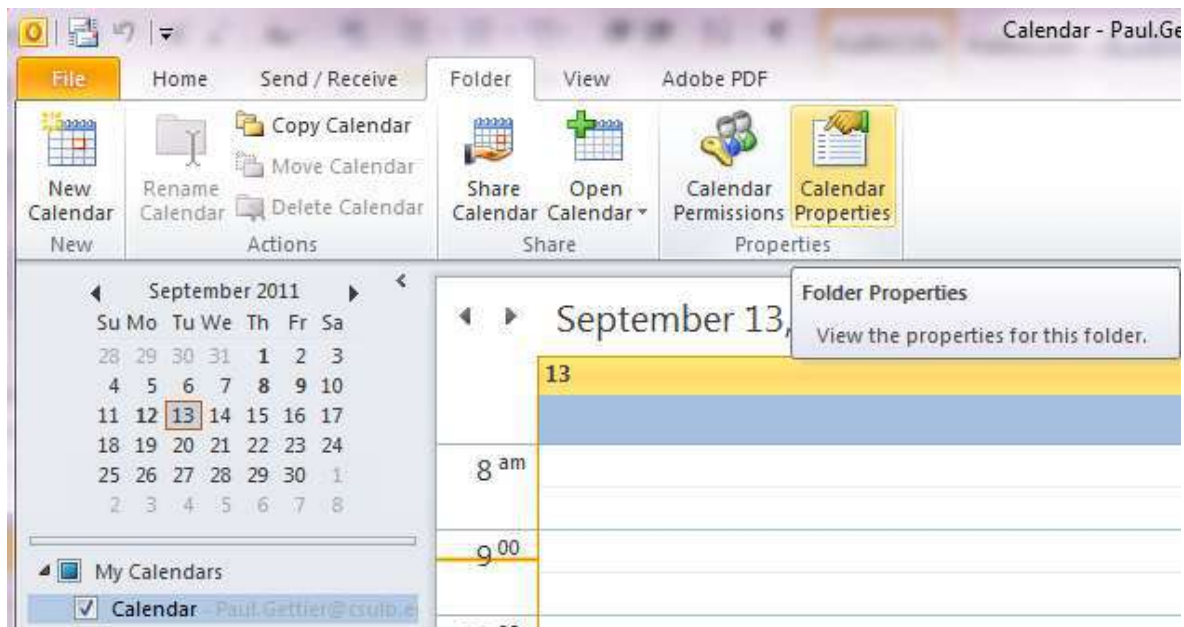 Calendar - Paul.Ge
File Home Send / Receive Folder View Adobe PDF
New Calendar
Rename Calendar
Copy Calendar
Move Calendar
Delete Calendar
Share Calendar
Open Calendar
Calendar Permissions
Calendar Properties
New Actions Share Properties
September 2011
Su Mo Tu We Th Fr Sa
28 29 30 31 1 2 3
4 5 6 7 8 9 10
11 12 13 14 15 16 17
18 19 20 21 22 23 24
25 26 27 28 29 30 1
2 3 4 5 6 7 8
My Calendars
Calendar - Paul.Gettier@csulb.e
September 13,
Folder Properties
View the properties for this folder.
13
8 am
9 00